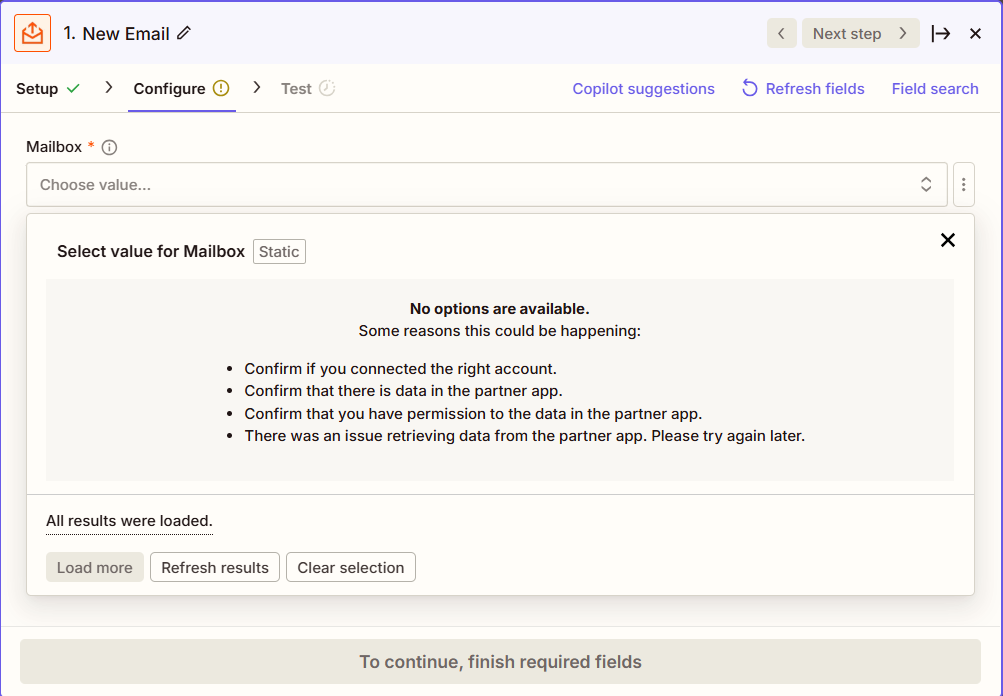 1. New Email
Next step
Setup
Configure
Test
Copilot suggestions
Refresh fields
Field search
Mailbox *
Choose value...
Select value for Mailbox
Static
No options are available.
Some reasons this could be happening:
• Confirm if you connected the right account.
• Confirm that there is data in the partner app.
• Confirm that you have permission to the data in the partner app.
• There was an issue retrieving data from the partner app. Please try again later.
All results were loaded.
Load more
Refresh results
Clear selection
To continue, finish required fields